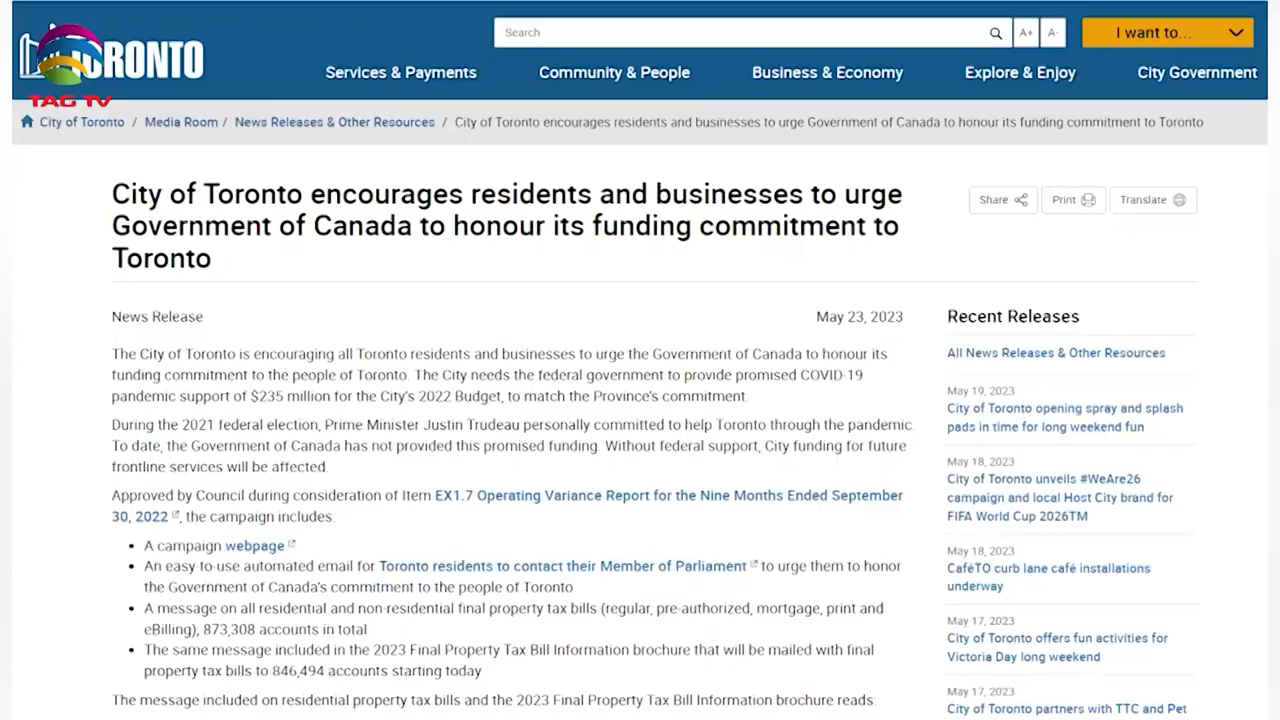 TORONTO
TAG TV
Search
A+
A-
I want to...
Services & Payments
Community & People
Business & Economy
Explore & Enjoy
City Government
City of Toronto / Media Room / News Releases & Other Resources / City of Toronto encourages residents and businesses to urge Government of Canada to honour its funding commitment to Toronto
City of Toronto encourages residents and businesses to urge
Government of Canada to honour its funding commitment to
Toronto
Share
Print
Translate
News Release
May 23, 2023
The City of Toronto is encouraging all Toronto residents and businesses to urge the Government of Canada to honour its
funding commitment to the people of Toronto. The City needs the federal government to provide promised COVID-19
pandemic support of $235 million for the City's 2022 Budget, to match the Province's commitment.
During the 2021 federal election, Prime Minister Justin Trudeau personally committed to help Toronto through the pandemic.
To date, the Government of Canada has not provided this promised funding. Without federal support, City funding for future
frontline services will be affected.
Approved by Council during consideration of Item EX1.7 Operating Variance Report for the Nine Months Ended September
30, 2022, the campaign includes:
• A campaign webpage
• An easy-to-use automated email for Toronto residents to contact their Member of Parliament to urge them to honor
the Government of Canada's commitment to the people of Toronto
• A message on all residential and non-residential final property tax bills (regular, pre-authorized, mortgage, print and
eBilling), 873,308 accounts in total
• The same message included in the 2023 Final Property Tax Bill Information brochure that will be mailed with final
property tax bills to 846,494 accounts starting today
The message included on residential property tax bills and the 2023 Final Property Tax Bill Information brochure reads:
Recent Releases
All News Releases & Other Resources
May 19, 2023
City of Toronto opening spray and splash
pads in time for long weekend fun
May 18, 2023
City of Toronto unveils #WeAre26
campaign and local Host City brand for
FIFA World Cup 2026TM
May 18, 2023
CaféTO curb lane café installations
underway
May 17, 2023
City of Toronto offers fun activities for
Victoria Day long weekend
May 17, 2023
City of Toronto partners with TTC and Pet